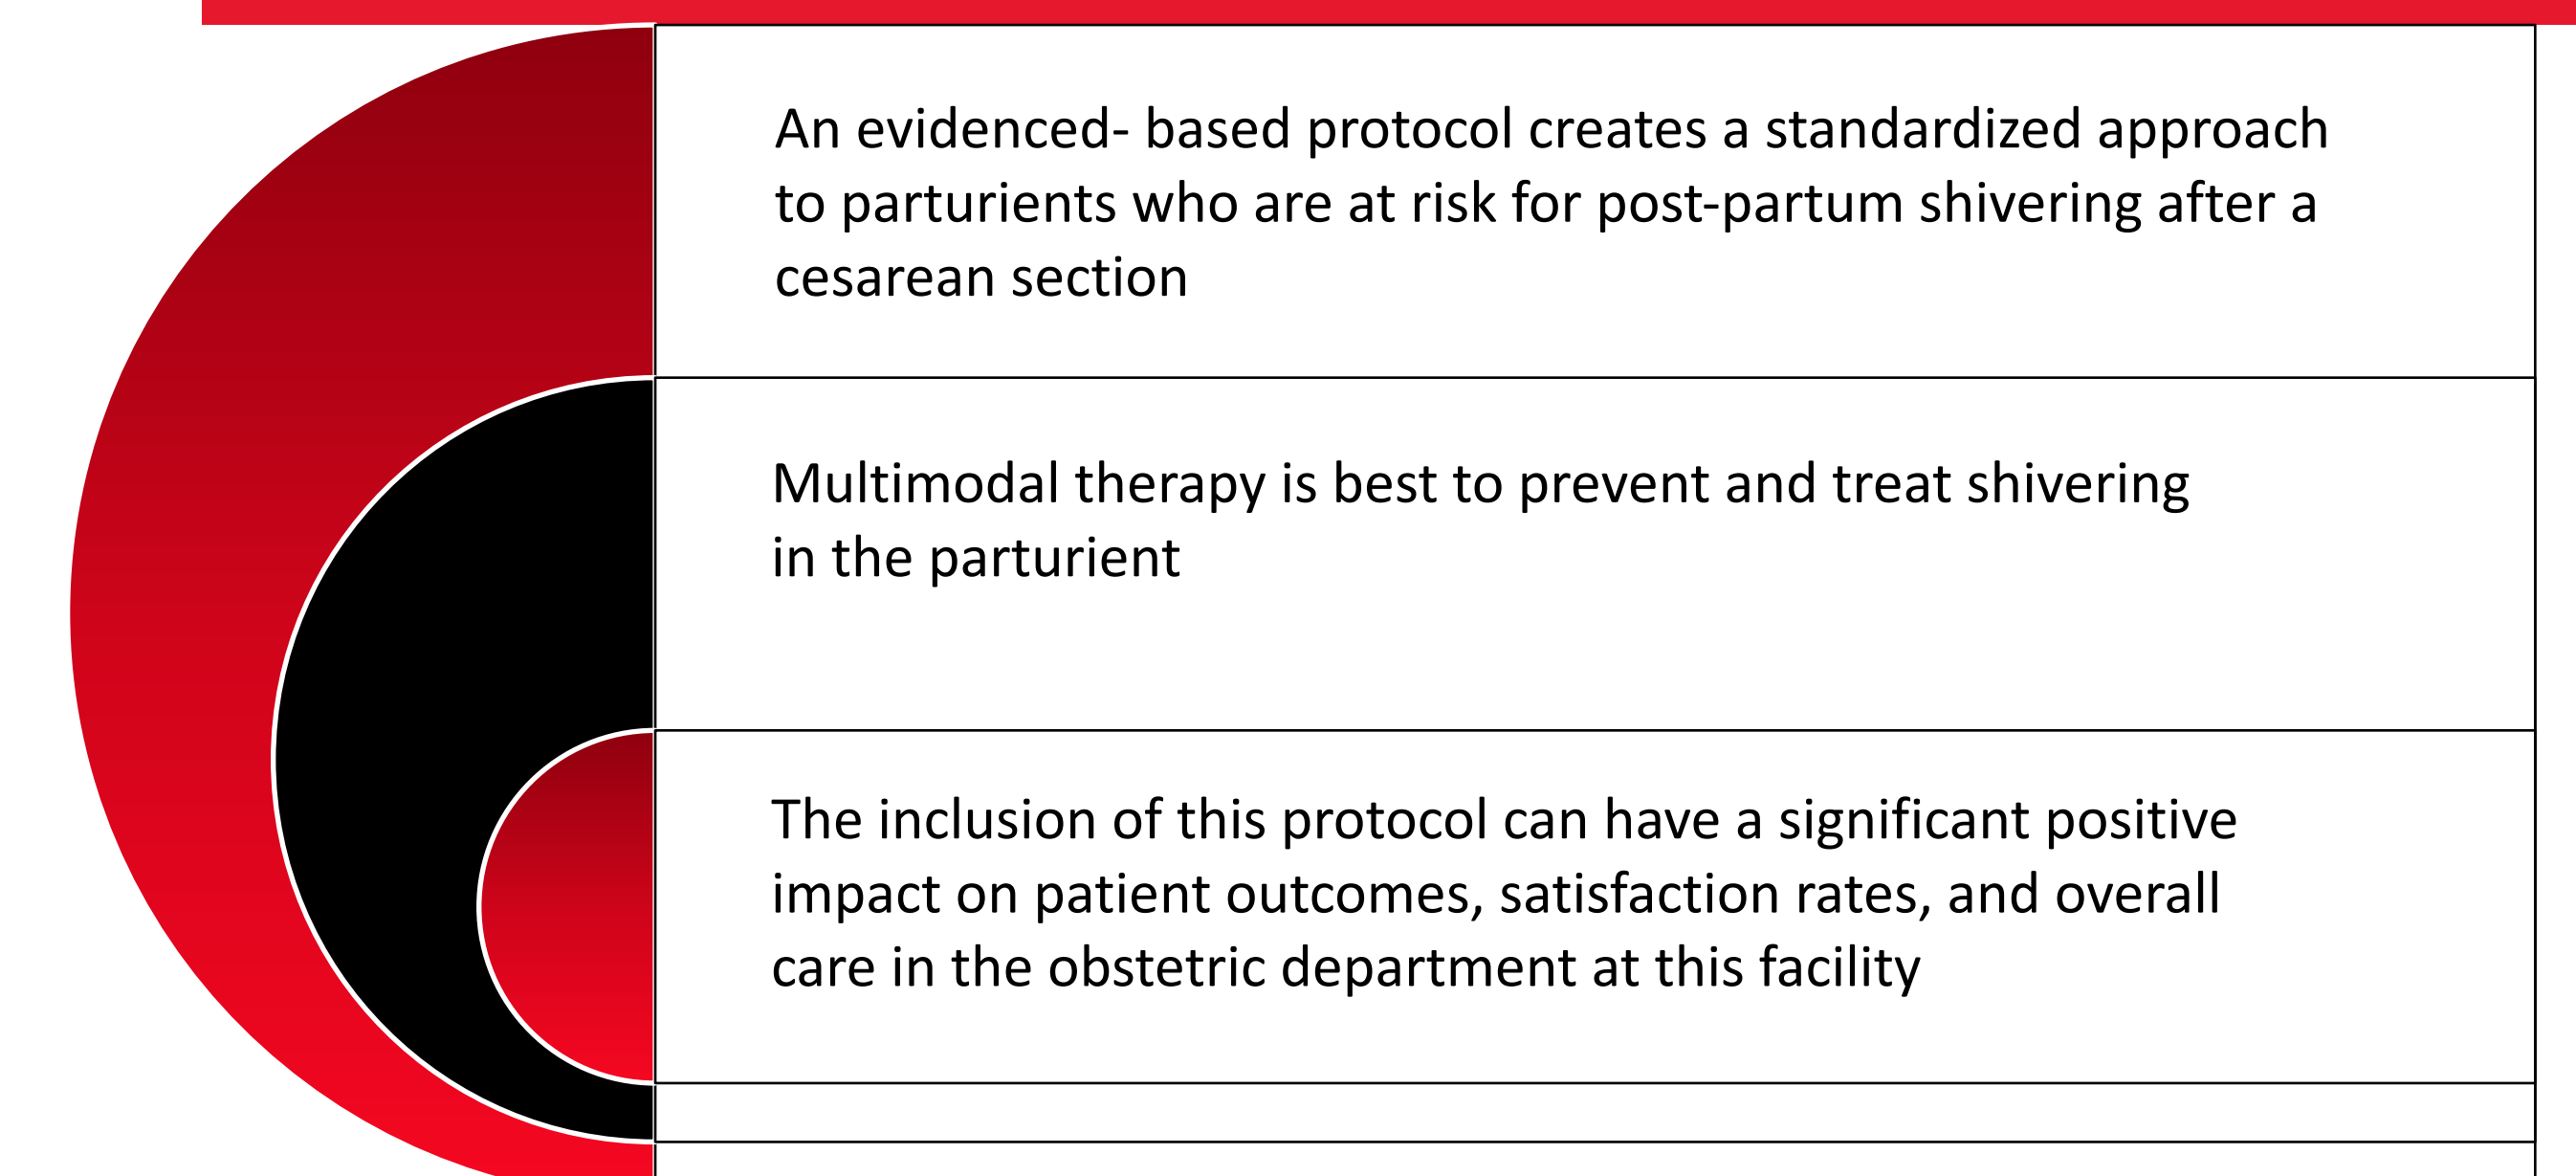 An evidenced- based protocol creates a standardized approach
to parturients who are at risk for post-partum shivering after a
cesarean section
Multimodal therapy is best to prevent and treat shivering
in the parturient
The inclusion of this protocol can have a significant positive
impact on patient outcomes, satisfaction rates, and overall
care in the obstetric department at this facility